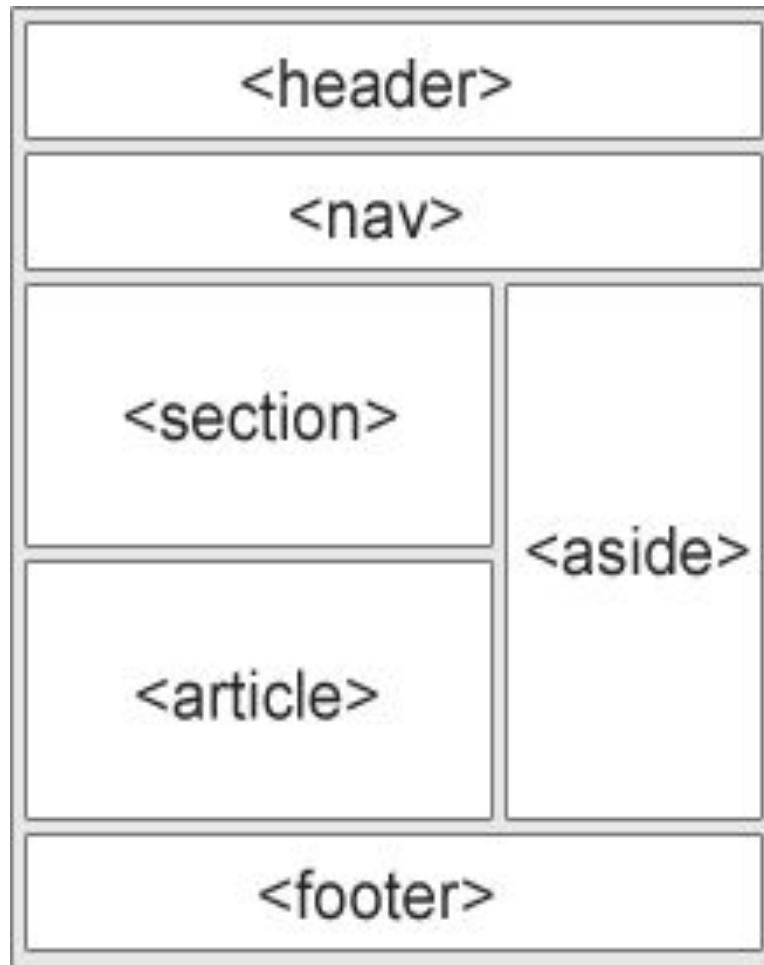 <header>
<nav>
<section>
<aside>
<article>
<footer>